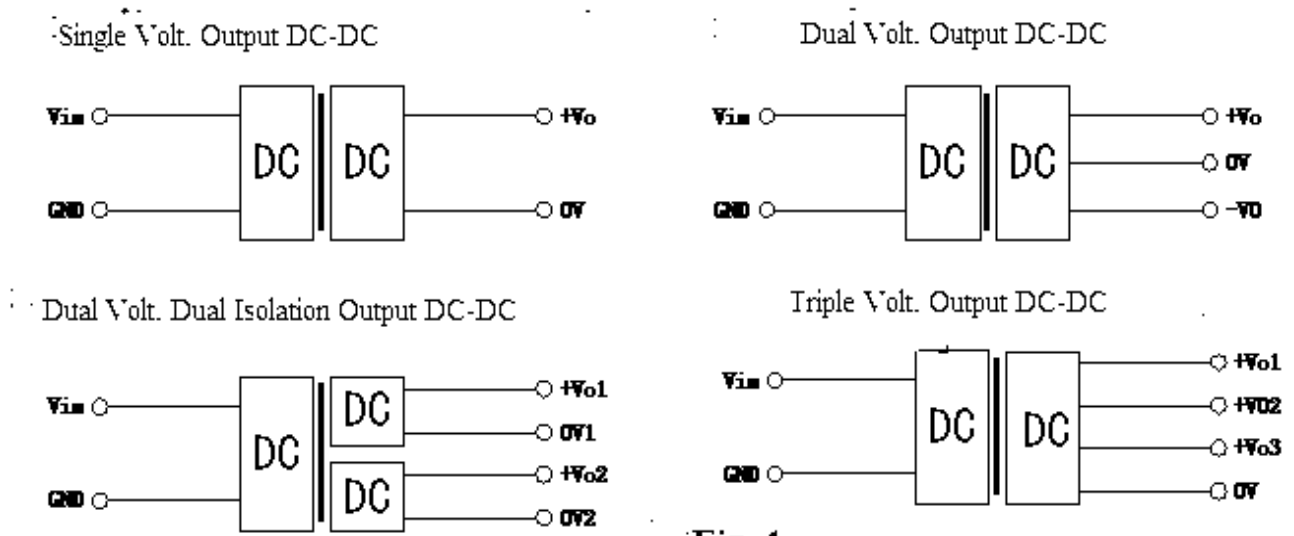 Single Volt. Output DC-DC
Vin
GND
DC
DC
+Vo
0V
Dual Volt. Output DC-DC
Vin
GND
DC
DC
+Vo
0V
-V0
Dual Volt. Dual Isolation Output DC-DC
Vin
GND
DC
DC
DC
+Vo1
0V1
+Vo2
0V2
Triple Volt. Output DC-DC
Vin
GND
DC
DC
+Vo1
+V02
+Vo3
0V